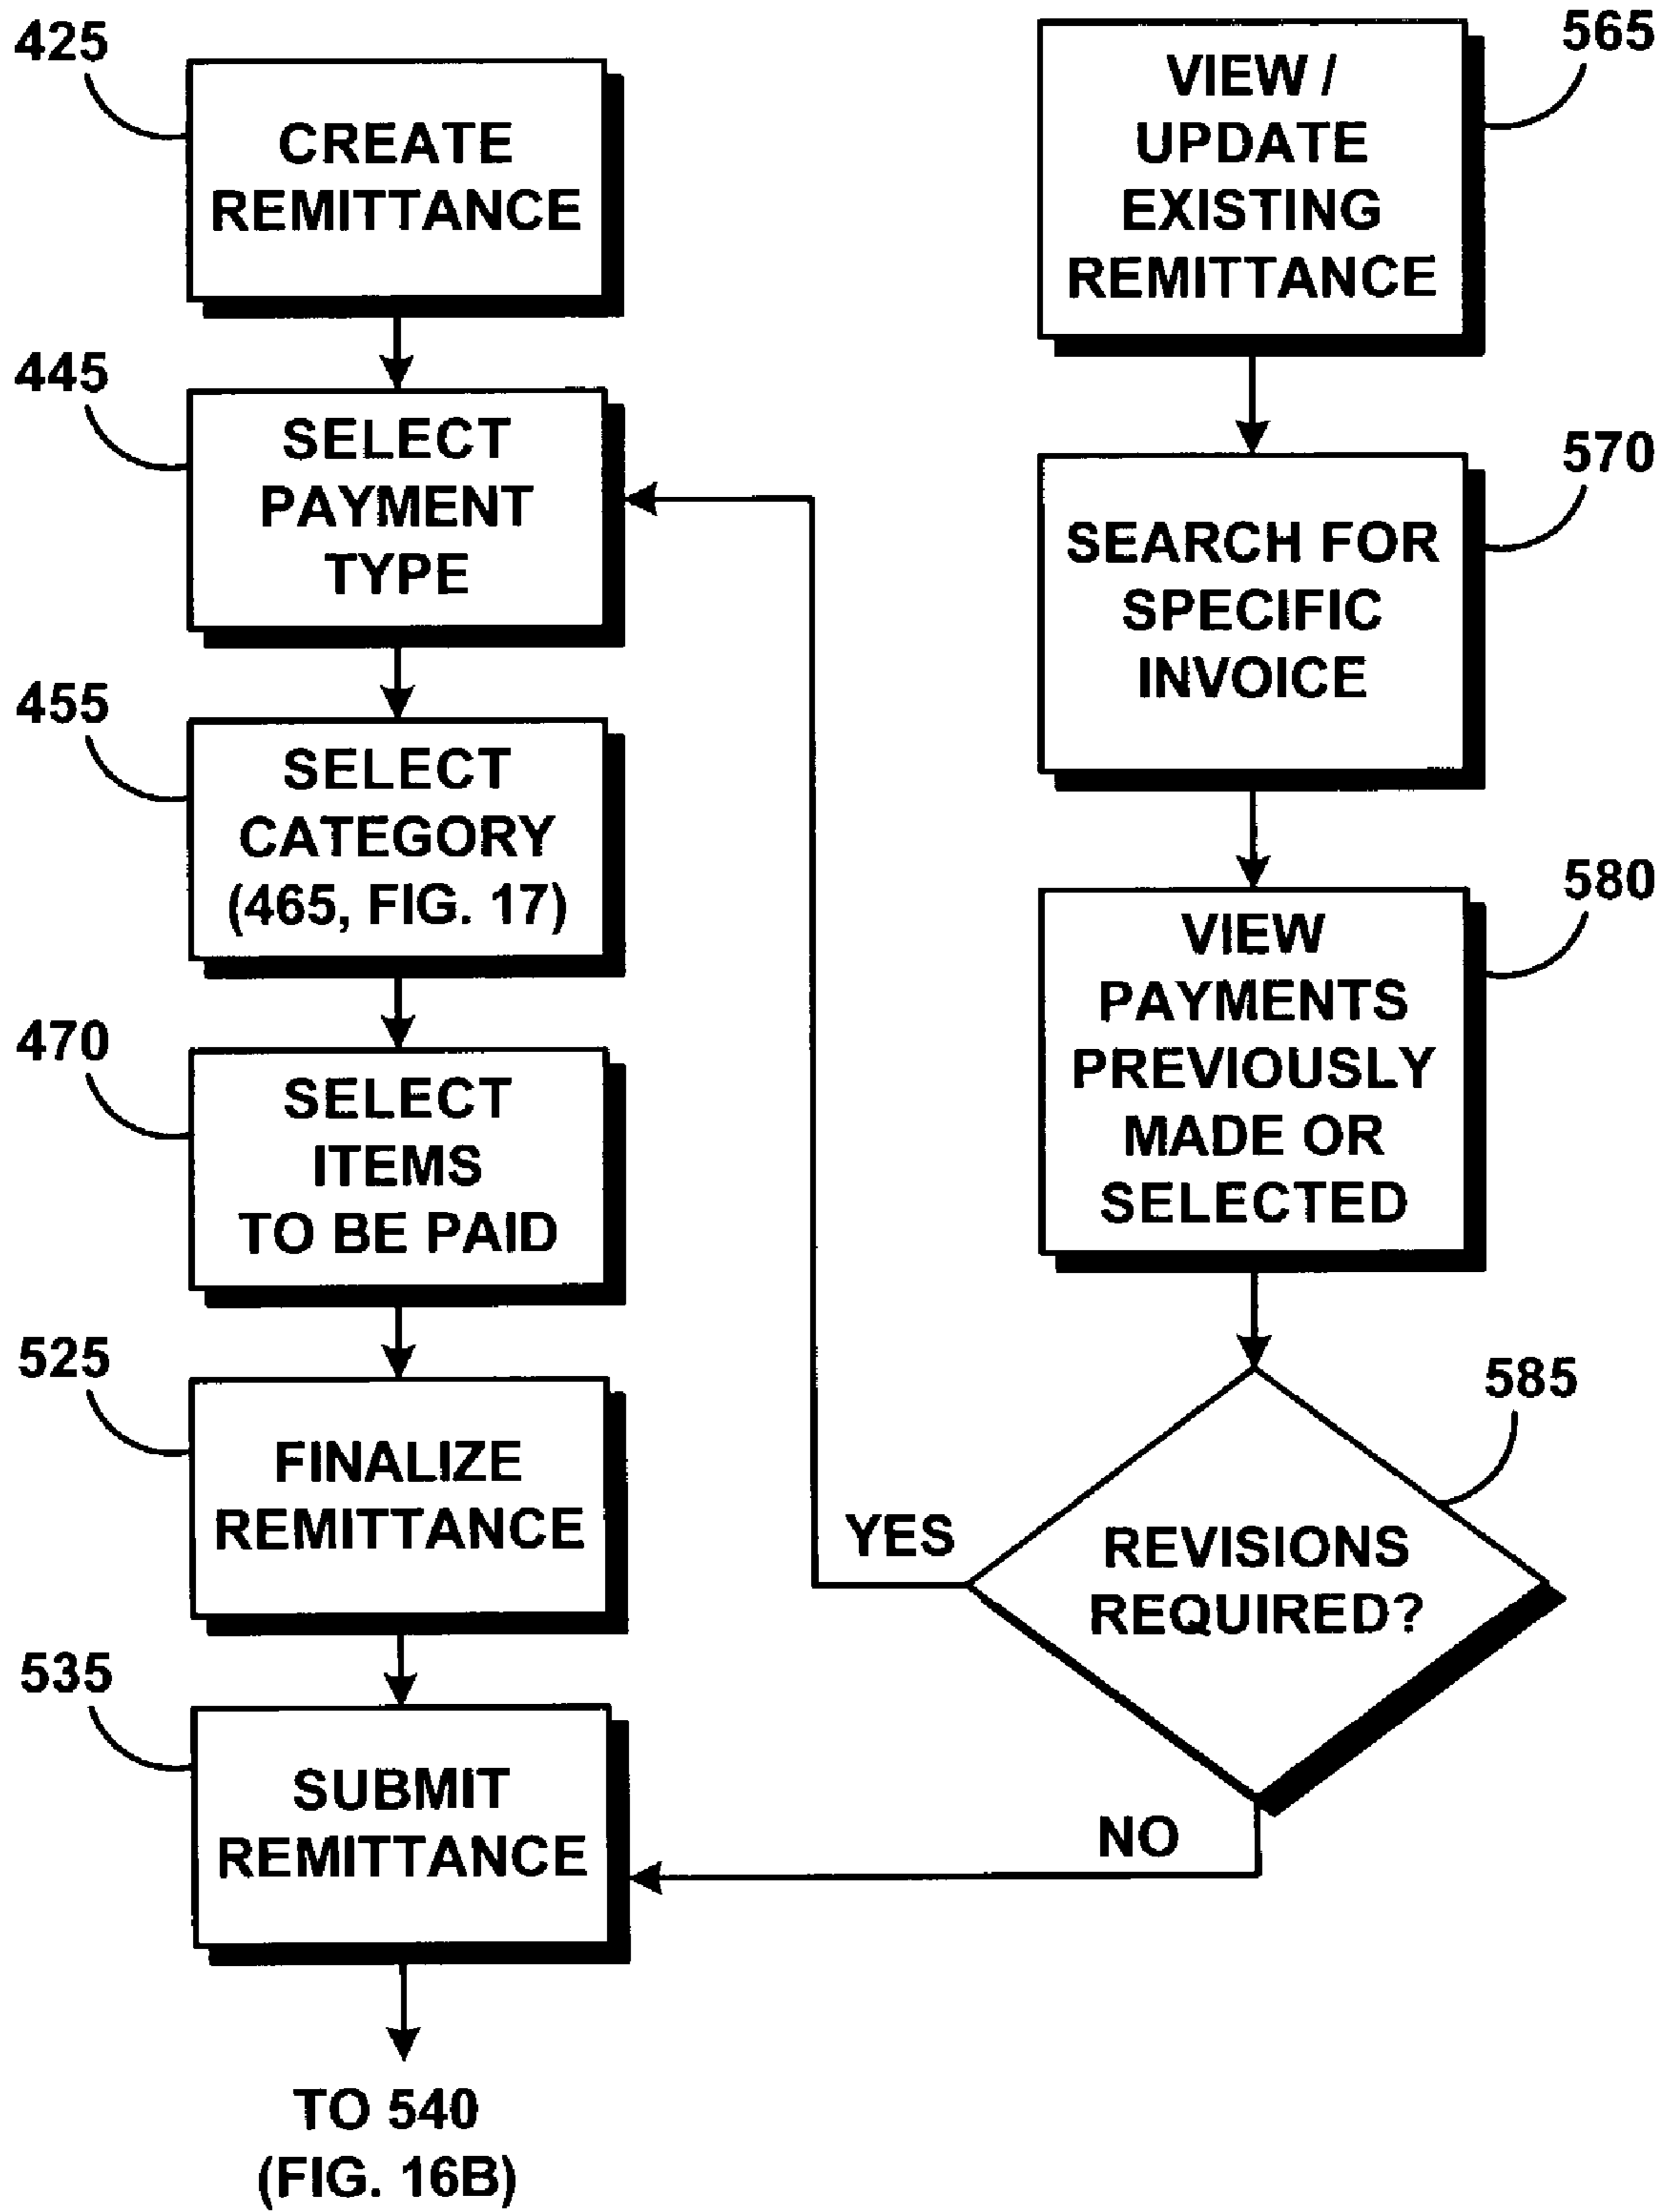 425
CREATE
REMITTANCE
445
SELECT
PAYMENT
TYPE
455
SELECT
CATEGORY
(465, FIG. 17)
470
SELECT
ITEMS
TO BE PAID
525
FINALIZE
REMITTANCE
535
SUBMIT
REMITTANCE
TO 540
(FIG. 16B)
565
VIEW /
UPDATE
EXISTING
REMITTANCE
570
SEARCH FOR
SPECIFIC
INVOICE
580
VIEW
PAYMENTS
PREVIOUSLY
MADE OR
SELECTED
585
REVISIONS
REQUIRED?
YES
NO